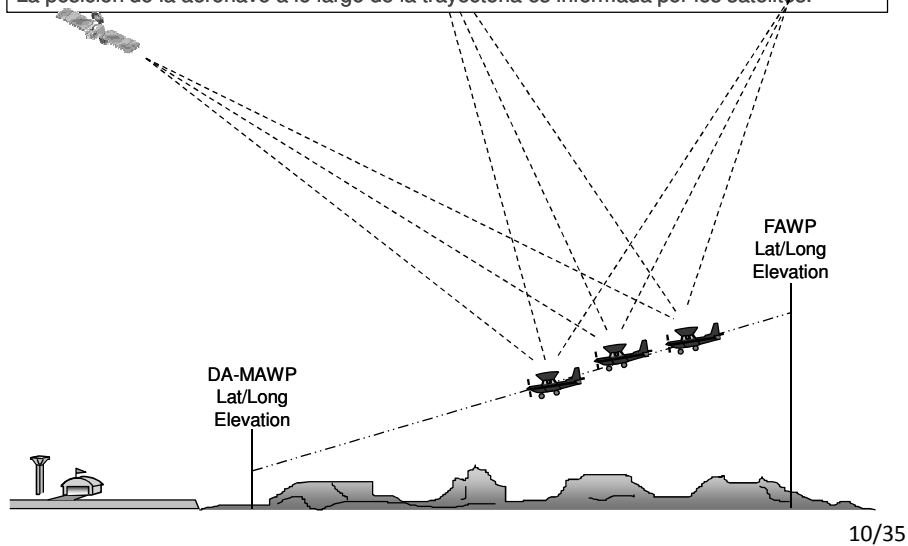 La posición de la aeronave a lo largo de la trayectoria es informada por los satélites.
FAWP
Lat/Long
Elevation
DA-MAWP
Lat/Long
Elevation
10/35